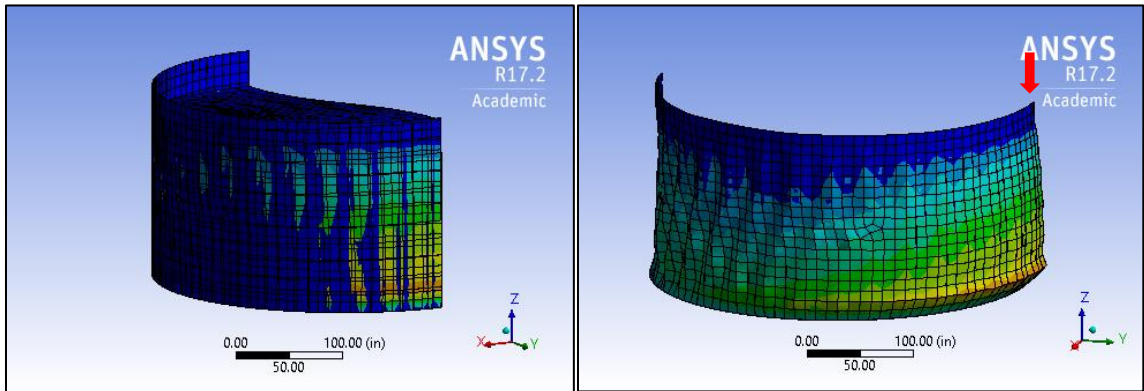 ANSYS
R17.2
Academic
Z
X
Y
0.00
100.00 (in)
50.00
ANSYS
R17.2
Academic
Z
X
Y
0.00
100.00 (in)
50.00